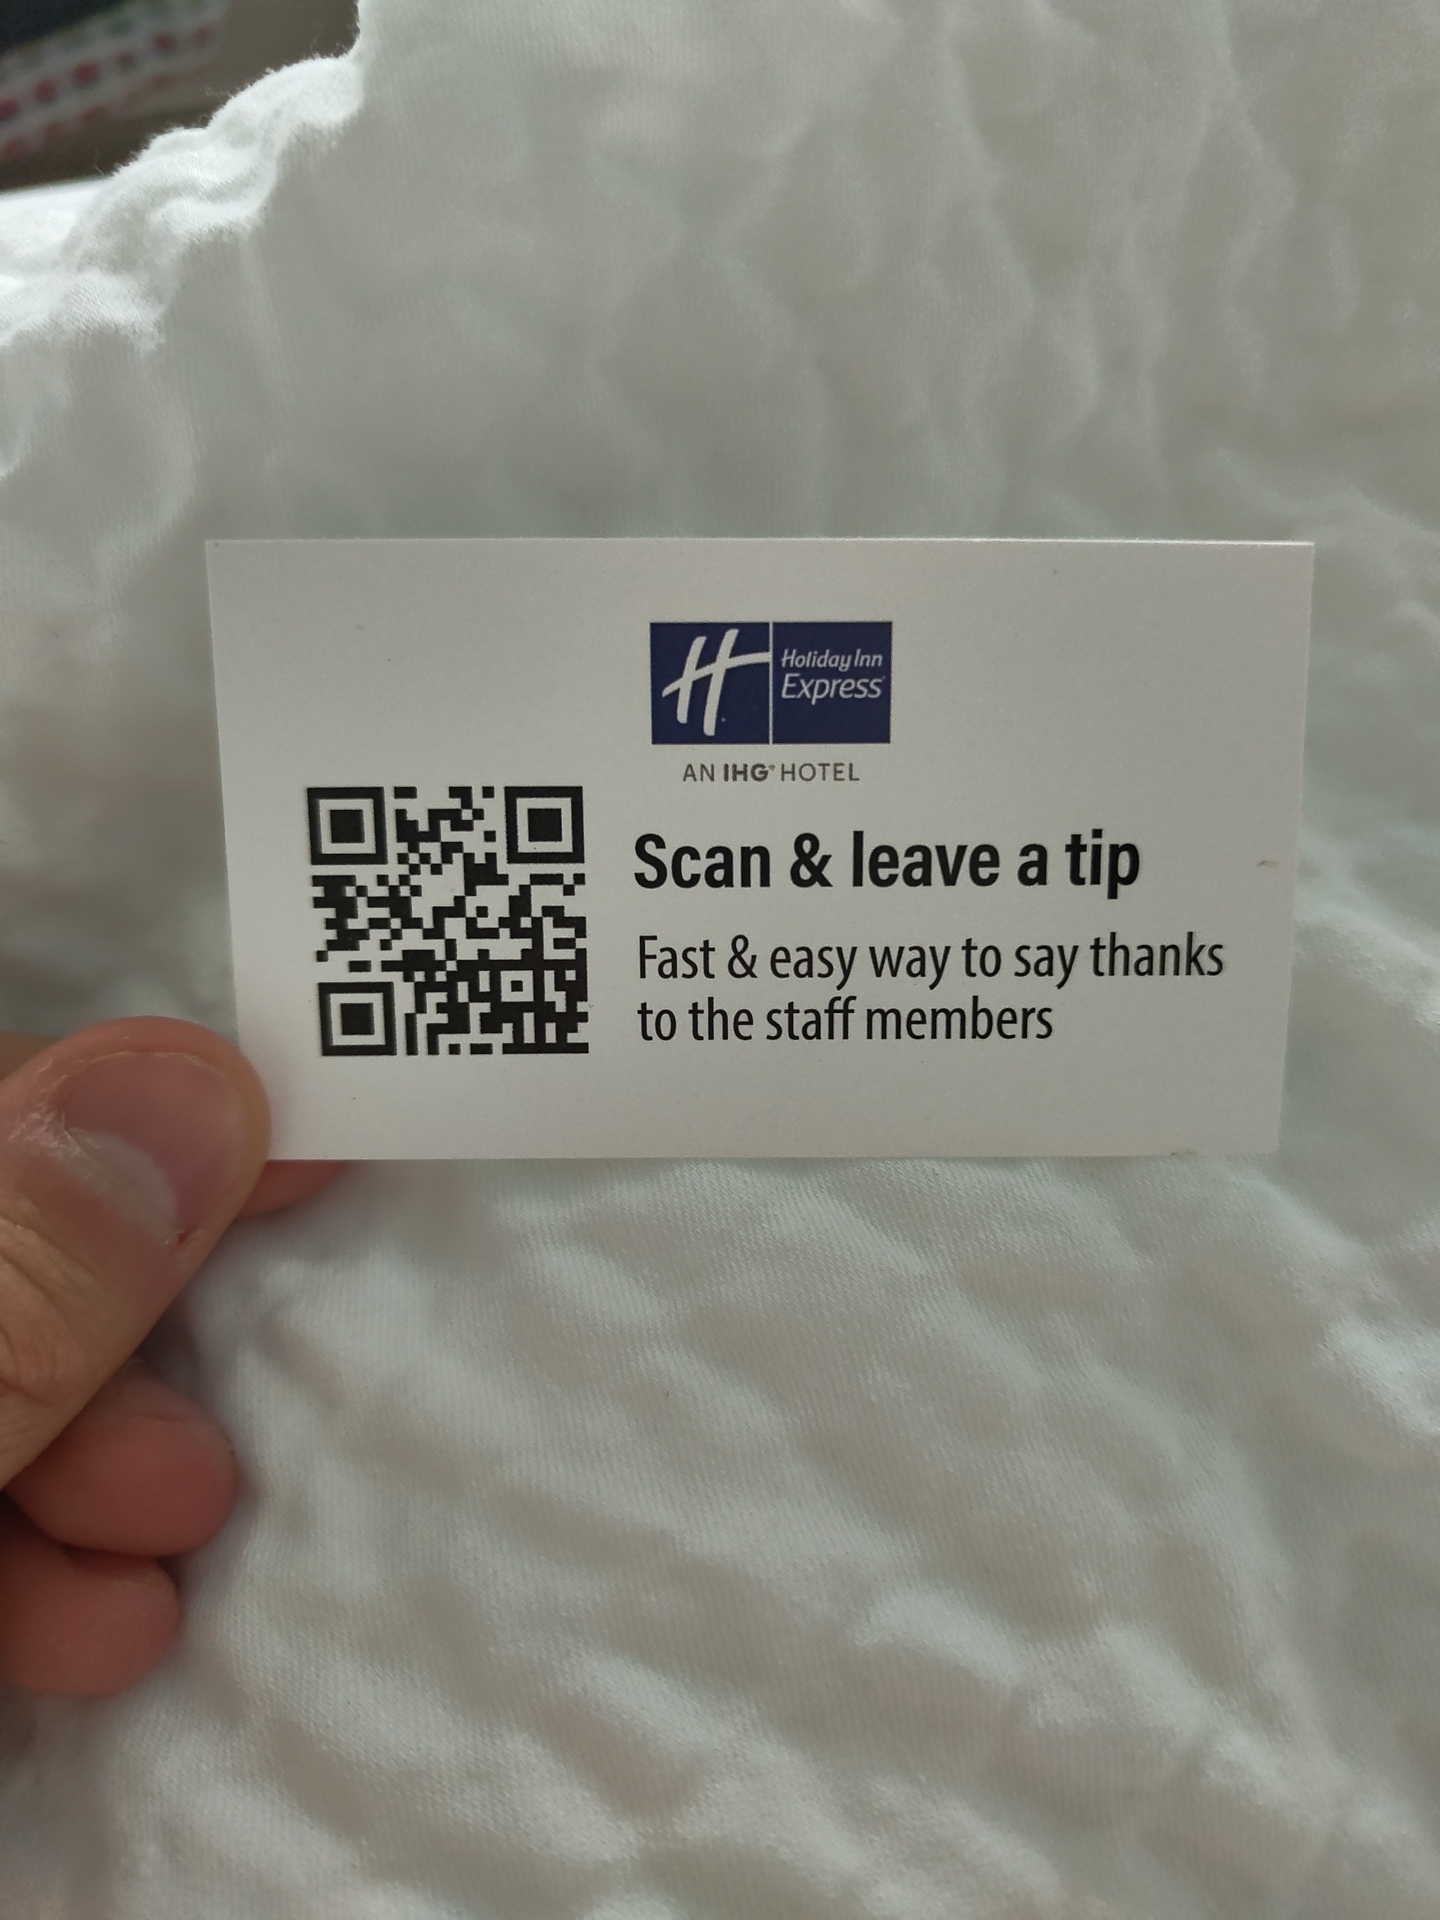 H Holiday Inn
Express
AN IHG® HOTEL
Scan & leave a tip
Fast & easy way to say thanks
to the staff members